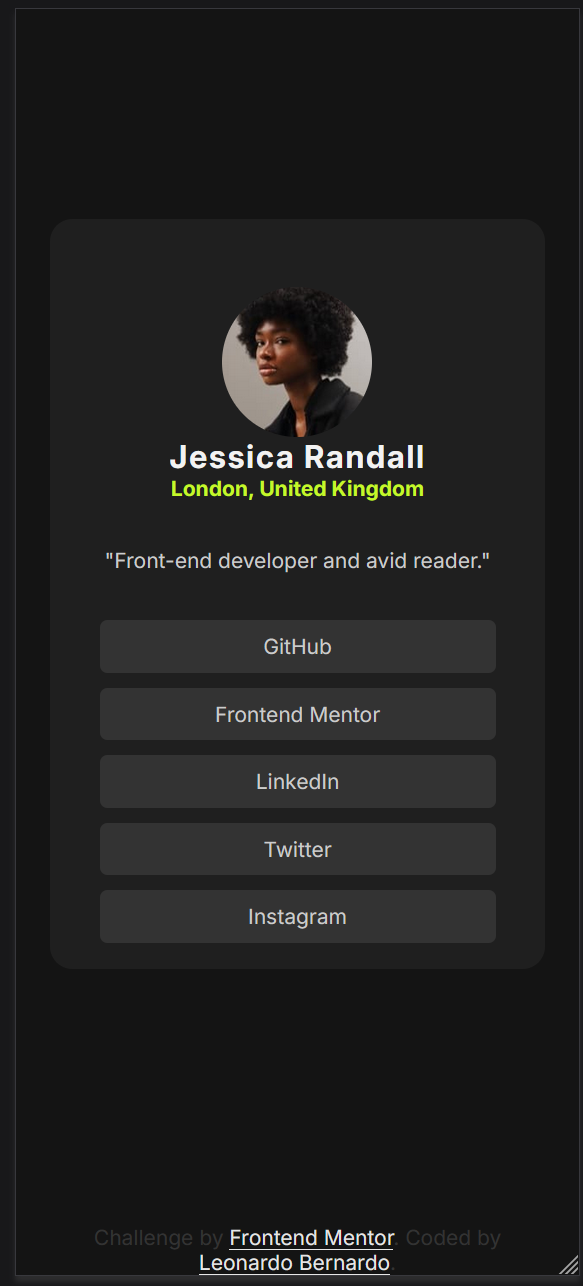 Jessica Randall
London, United Kingdom
"Front-end developer and avid reader."
GitHub
Frontend Mentor
LinkedIn
Twitter
Instagram
Challenge by Frontend Mentor. Coded by
Leonardo Bernardo.